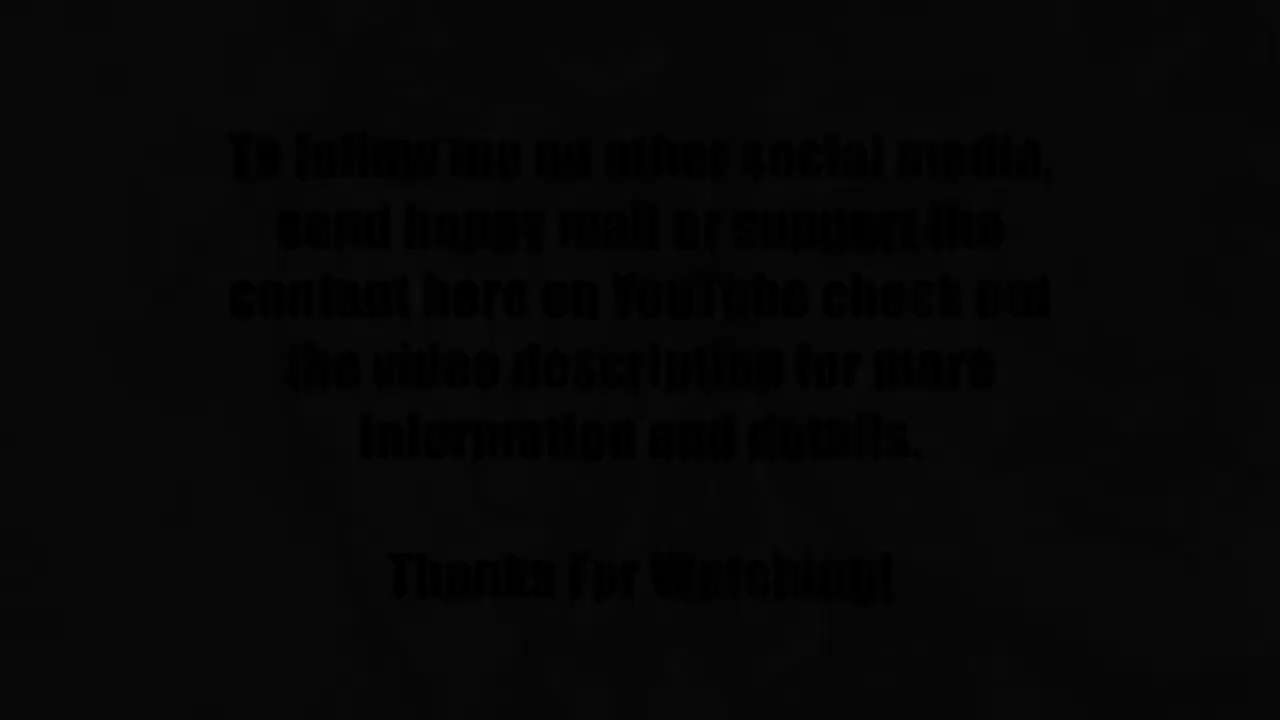 To follow me on other social media,
send happy mail or support the
content here on YouTube check out
the video description for more
information and details.
Thanks For Watching!